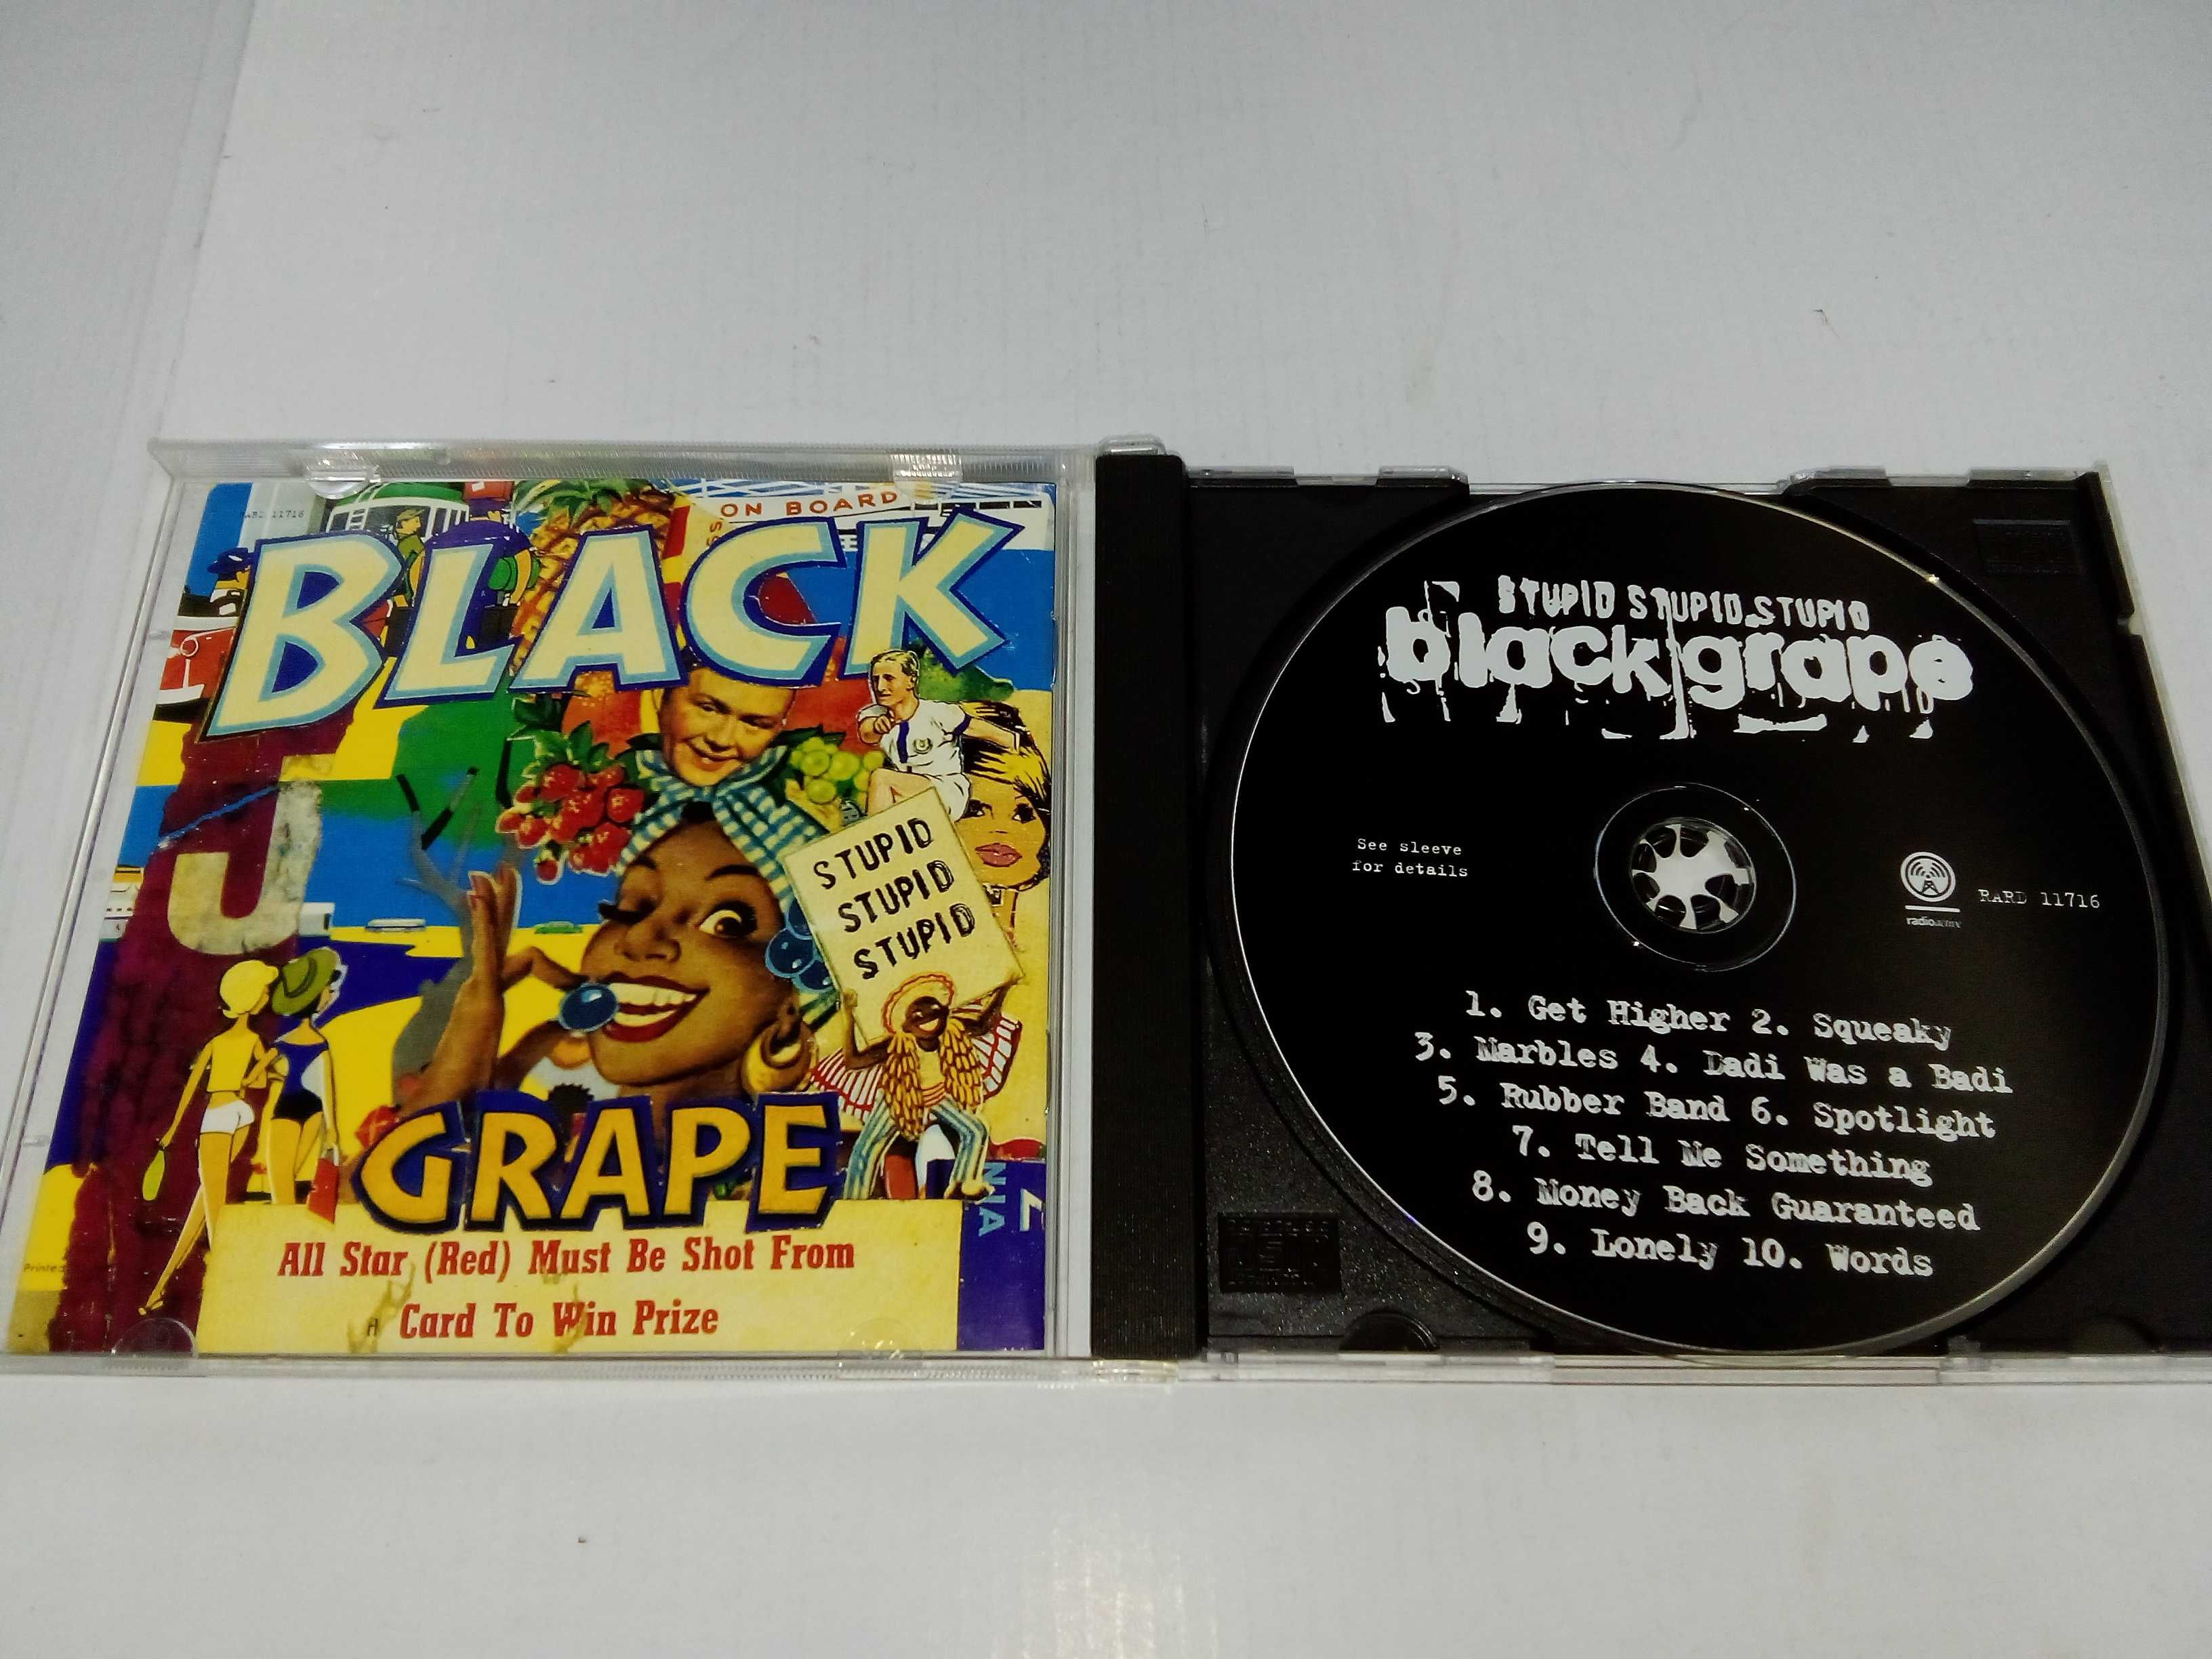 RARD 11716
ON BOARD
BLACK
J
STUPID
STUPID
STUPID
GRAPE
NIA
Printed
All Star (Red) Must Be Shot From
Card To Win Prize
STUPID STUPID STUPID
black grape
See sleeve
for details
radioactive
RARD 11716
1. Get Higher 2. Squeaky
3. Marbles 4. Dadi Was a Badi
5. Rubber Band 6. Spotlight
7. Tell Me Something
8. Money Back Guaranteed
9. Lonely 10. Words